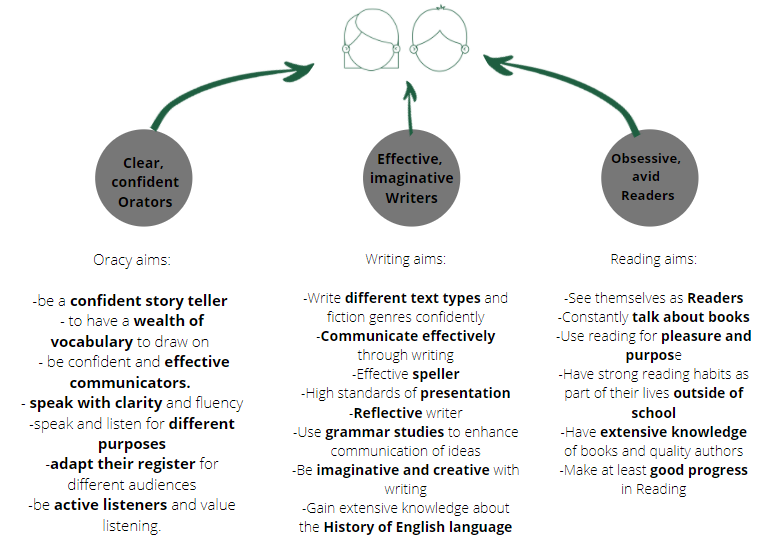 Clear,
confident
Orators
Effective,
imaginative
Writers
Obsessive,
avid
Readers
Oracy aims:
-be a confident story teller
- to have a wealth of
vocabulary to draw on
- be confident and effective
communicators.
- speak with clarity and fluency
-speak and listen for different
purposes
-adapt their register for
different audiences
-be active listeners and value
listening.
Writing aims:
-Write different text types and
fiction genres confidently
-Communicate effectively
through writing
-Effective speller
-High standards of presentation
-Reflective writer
-Use grammar studies to enhance
communication of ideas
-Be imaginative and creative with
writing
-Gain extensive knowledge about
the History of English language
Reading aims:
-See themselves as Readers
-Constantly talk about books
-Use reading for pleasure and
purpose
-Have strong reading habits as
part of their lives outside of
school
-Have extensive knowledge
of books and quality authors
-Make at least good progress
in Reading